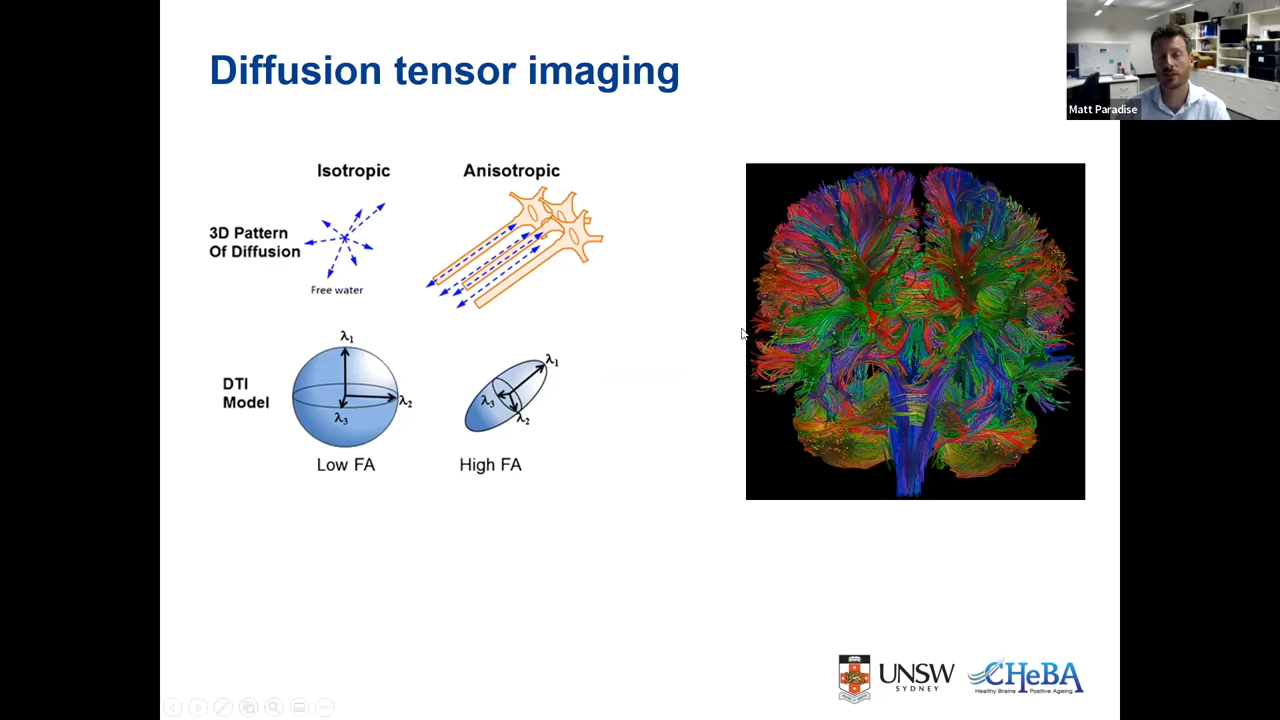 Diffusion tensor imaging
Matt Paradise
Isotropic
Anisotropic
3D Pattern
Of Diffusion
Free water
DTI
Model
λ1
λ2
λ3
λ1
λ3
λ2
Low FA
High FA
UNSW
SYDNEY
CHeBA
Healthy Brains Positive Ageing